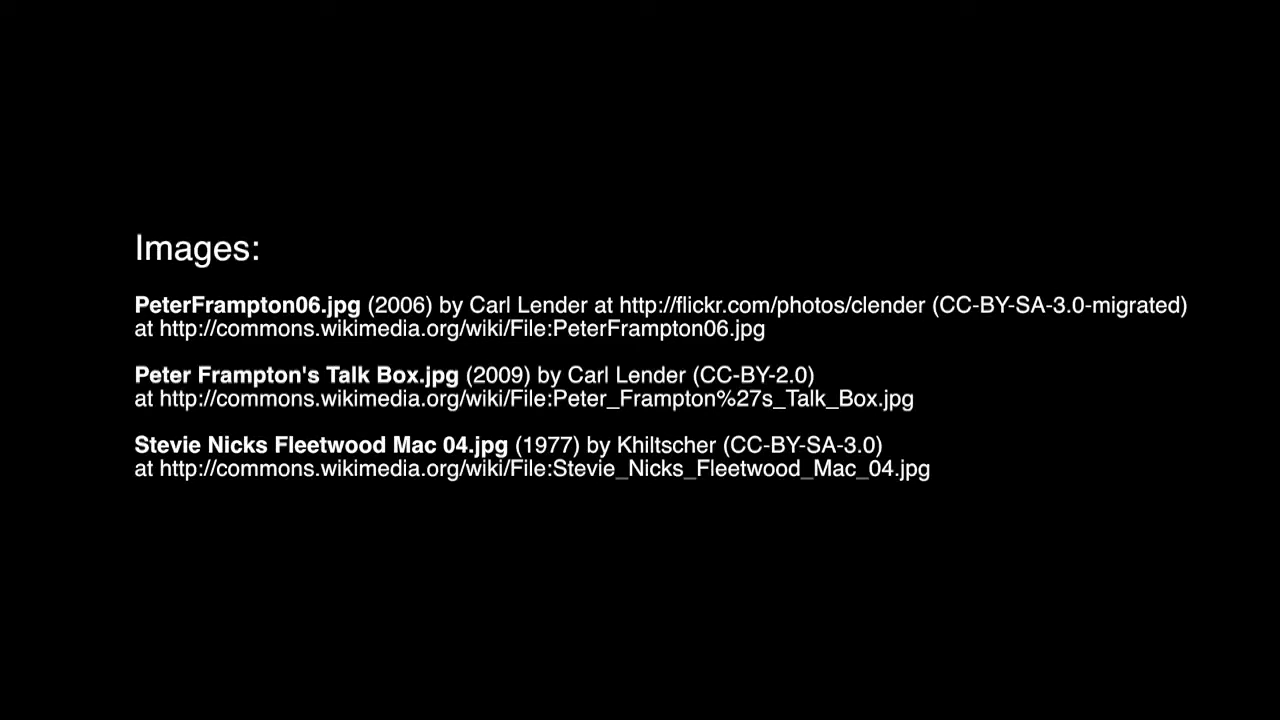 Images:
PeterFrampton06.jpg (2006) by Carl Lender at http://flickr.com/photos/clender (CC-BY-SA-3.0-migrated)
at http://commons.wikimedia.org/wiki/File:PeterFrampton06.jpg
Peter Frampton's Talk Box.jpg (2009) by Carl Lender (CC-BY-2.0)
at http://commons.wikimedia.org/wiki/File:Peter_Frampton%27s_Talk_Box.jpg
Stevie Nicks Fleetwood Mac 04.jpg (1977) by Khiltscher (CC-BY-SA-3.0)
at http://commons.wikimedia.org/wiki/File:Stevie_Nicks_Fleetwood_Mac_04.jpg